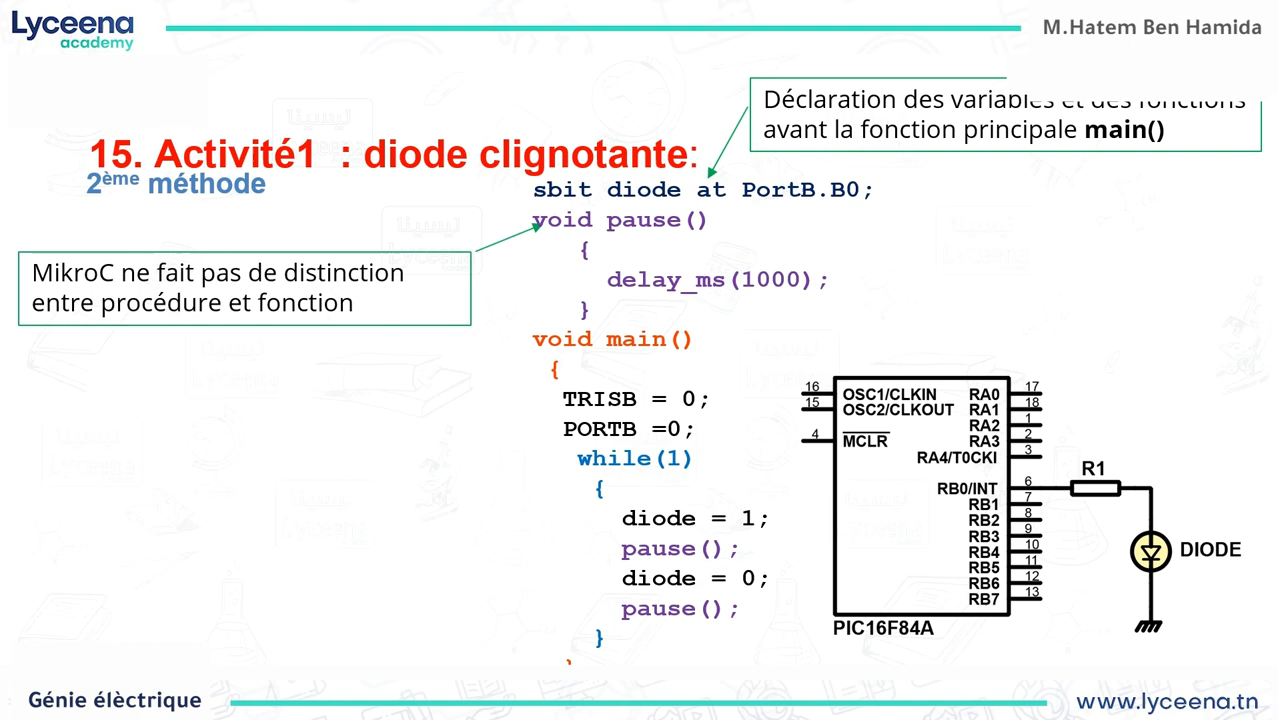 Lyceena
academy
M.Hatem Ben Hamida
Déclaration des variables et des fonctions
avant la fonction principale main()
15. Activité1 : diode clignotante:
2ème méthode
sbit diode at PortB.B0;
void pause()
{
delay_ms(1000);
}
MikroC ne fait pas de distinction
entre procédure et fonction
void main()
{
TRISB = 0;
PORTB =0;
while(1)
{
diode = 1;
pause();
diode = 0;
pause();
}
}
16 OSC1/CLKIN RA0 17
15 OSC2/CLKOUT RA1 18
RA2 1
4 MCLR RA3 2
RA4/T0CKI 3
RB0/INT 6
RB1 7
RB2 8
RB3 9
RB4 10
RB5 11
RB6 12
RB7 13
R1
DIODE
PIC16F84A
Génie élèctrique
www.lyceena.tn